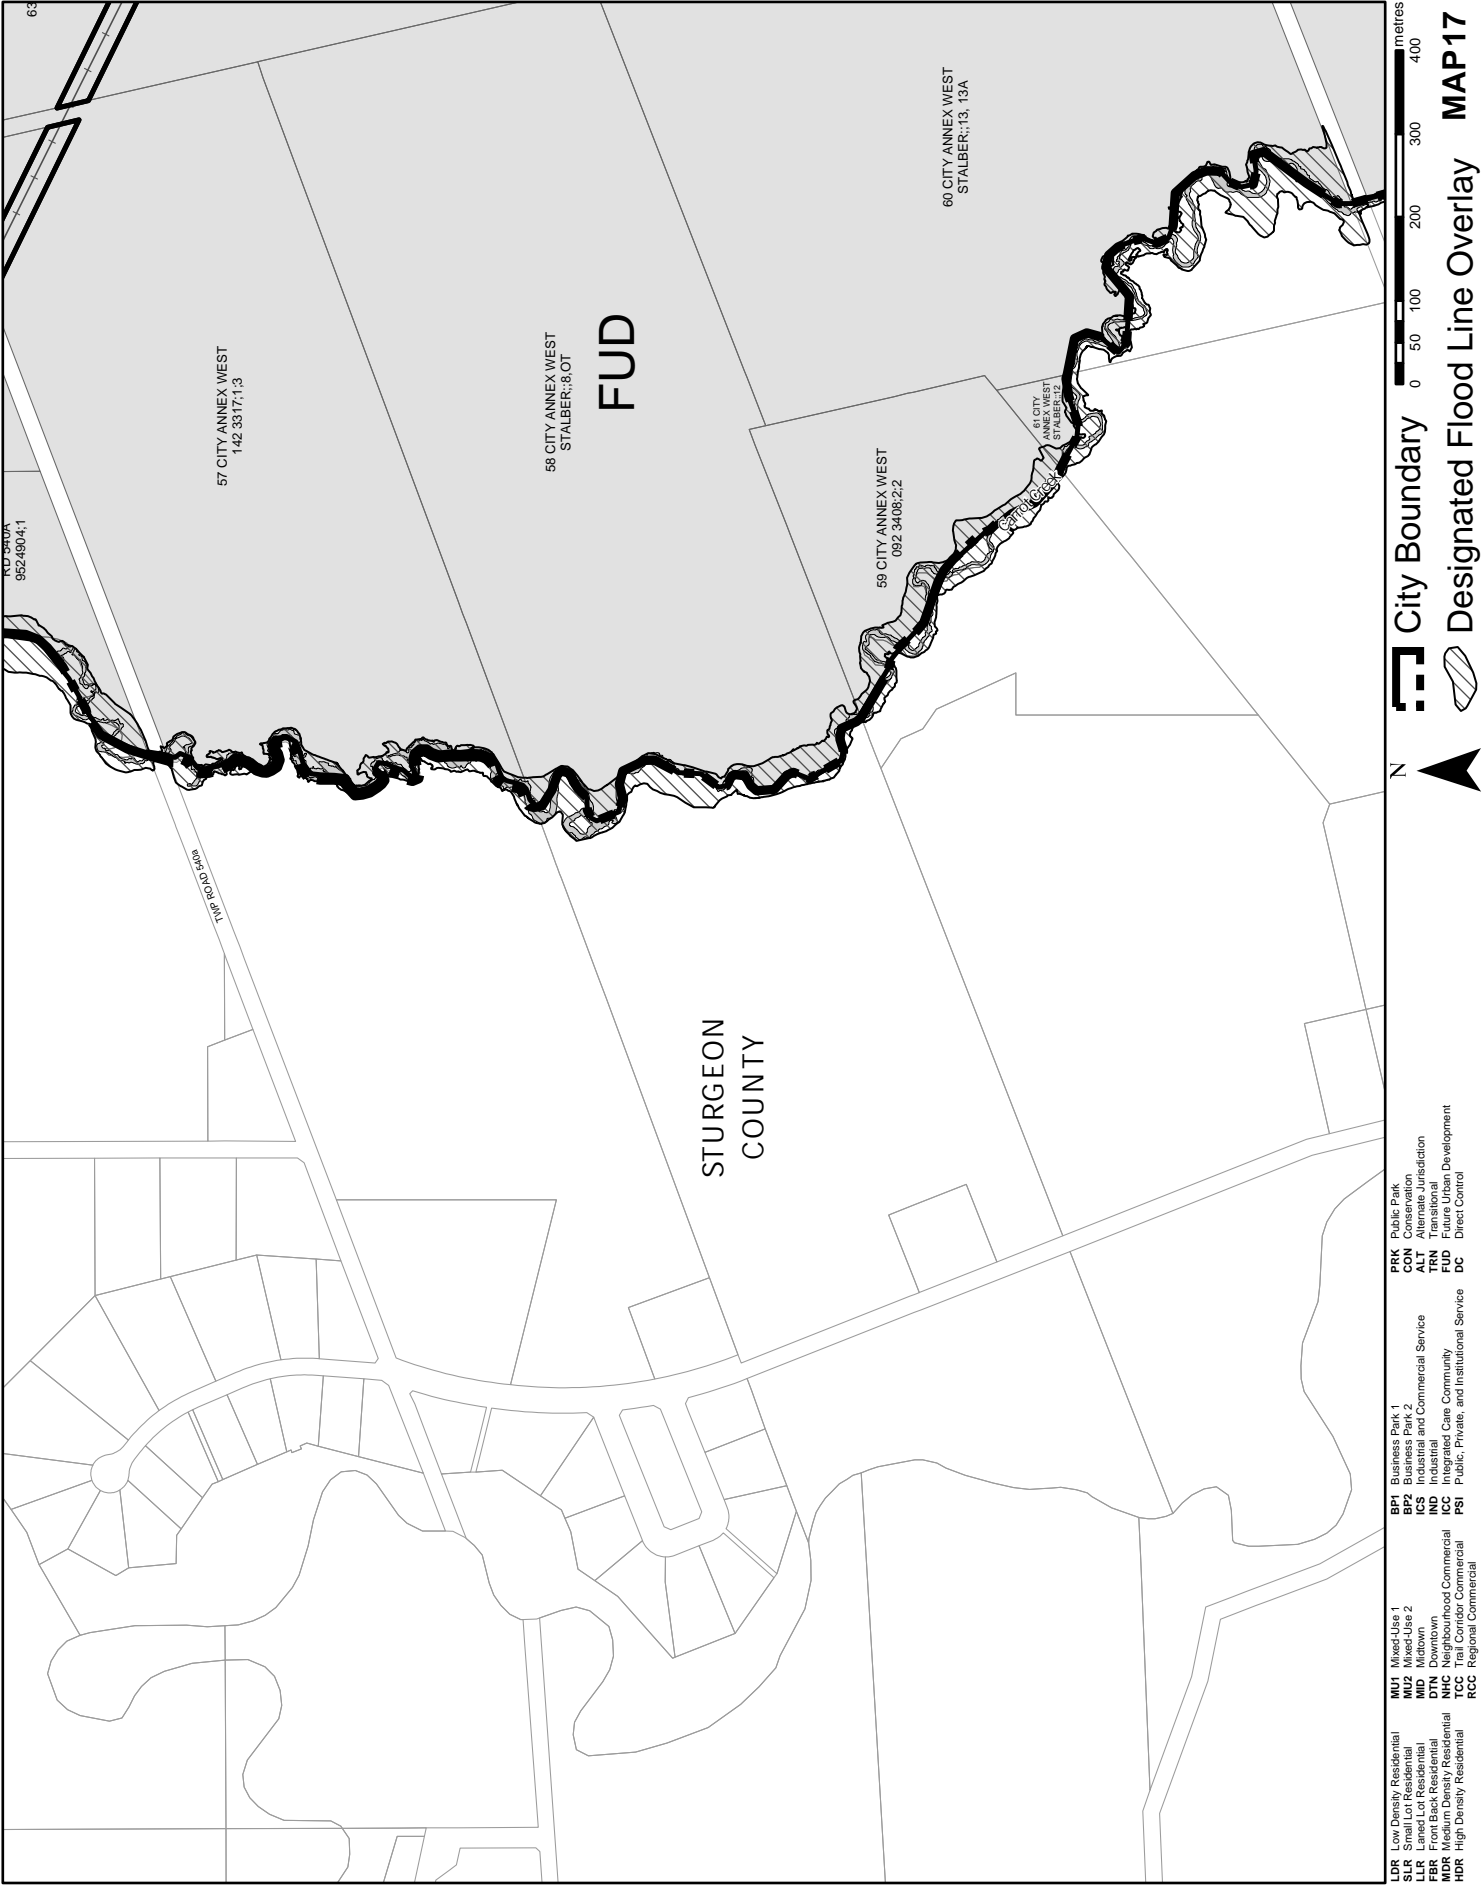 63
RD 540A
9524904;1
57 CITY ANNEX WEST
142 3317;1;3
58 CITY ANNEX WEST
STALBER;;8,OT
FUD
60 CITY ANNEX WEST
STALBER;;13, 13A
59 CITY ANNEX WEST
092 3408;2;2
61 CITY
ANNEX WEST
STALBER;;12
Carrot Creek
TWP ROAD 540a
STURGEON
COUNTY
LDR Low Density Residential
SLR Small Lot Residential
LLR Laned Lot Residential
FBR Front Back Residential
MDR Medium Density Residential
HDR High Density Residential
MU1 Mixed-Use 1
MU2 Mixed-Use 2
MID Midtown
DTN Downtown
NHC Neighbourhood Commercial
TCC Trail Corridor Commercial
RCC Regional Commercial
BP1 Business Park 1
BP2 Business Park 2
ICS Industrial and Commercial Service
IND Industrial
ICC Integrated Care Community
PSI Public, Private, and Institutional Service
PRK Public Park
CON Conservation
ALT Alternate Jurisdiction
TRN Transitional
FUD Future Urban Development
DC Direct Control
N
City Boundary
Designated Flood Line Overlay
0 50 100 200 300 400
metres
MAP17